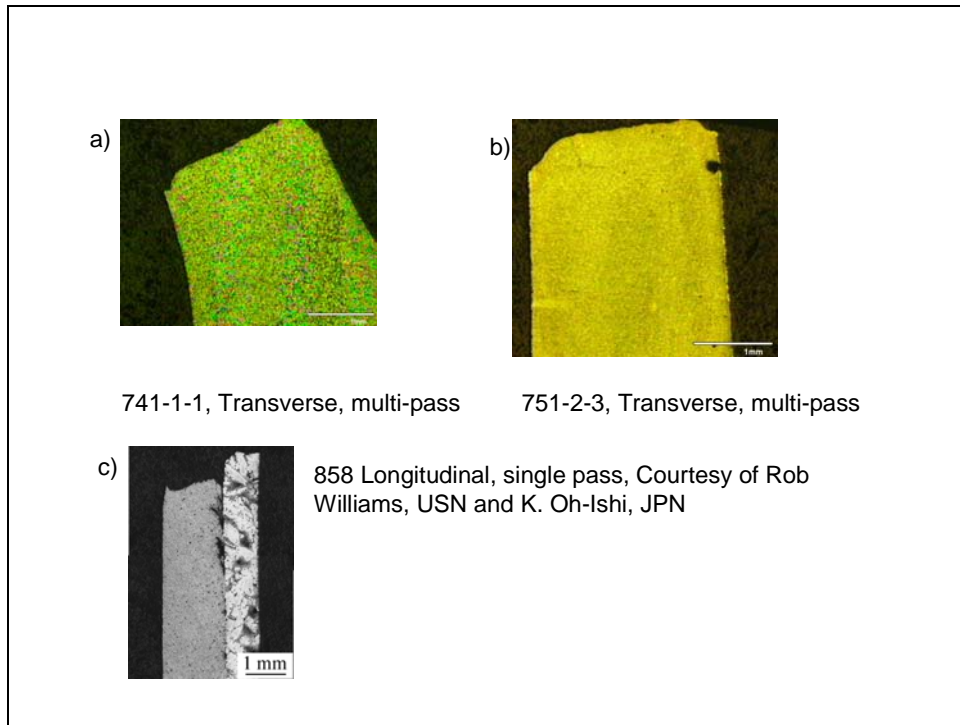 a)
b)
1mm
741-1-1, Transverse, multi-pass
751-2-3, Transverse, multi-pass
c)
858 Longitudinal, single pass, Courtesy of Rob
Williams, USN and K. Oh-Ishi, JPN
1 mm